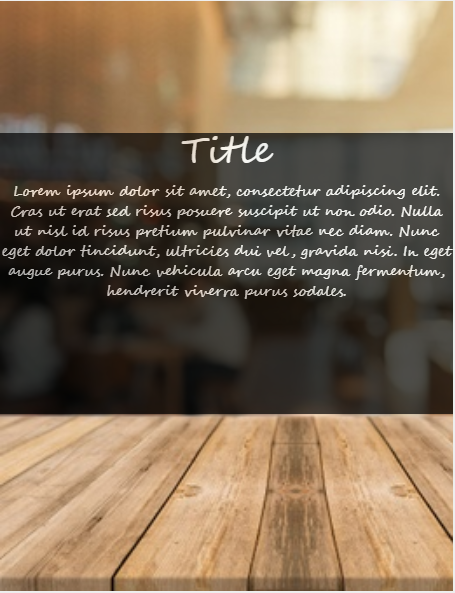 Title
Lorem ipsum dolor sit amet, consectetur adipiscing elit.
Cras ut erat sed risus posuere suscipit ut non odio. Nulla
ut nisl id risus pretium pulvinar vitae nec diam. Nunc
eget dolor tincidunt, ultricies dui vel, gravida nisi. In eget
augue purus. Nunc vehicula arcu eget magna fermentum,
hendrerit viverra purus sodales.